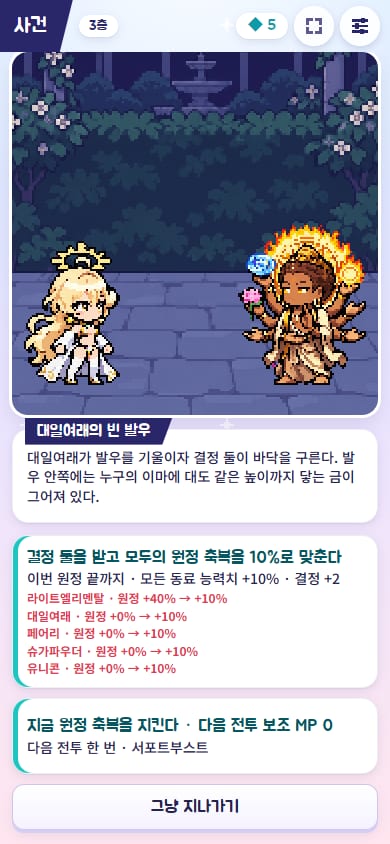 사건
3층
5
대일여래의 빈 발우
대일여래가 발우를 기울이자 결정 둘이 바닥을 구른다. 발
우 안쪽에는 누구의 이마에 대도 같은 높이까지 닿는 금이
그어져 있다.
결정 둘을 받고 모두의 원정 축복을 10%로 맞춘다
이번 원정 끝까지 · 모든 동료 능력치 +10% · 결정 +2
라이트엘리멘탈 · 원정 +40% → +10%
대일여래 · 원정 +0% → +10%
페어리 · 원정 +0% → +10%
슈가파우더 · 원정 +0% → +10%
유니콘 · 원정 +0% → +10%
지금 원정 축복을 지킨다 · 다음 전투 보조 MP 0
다음 전투 한 번 · 서포트부스트
그냥 지나가기